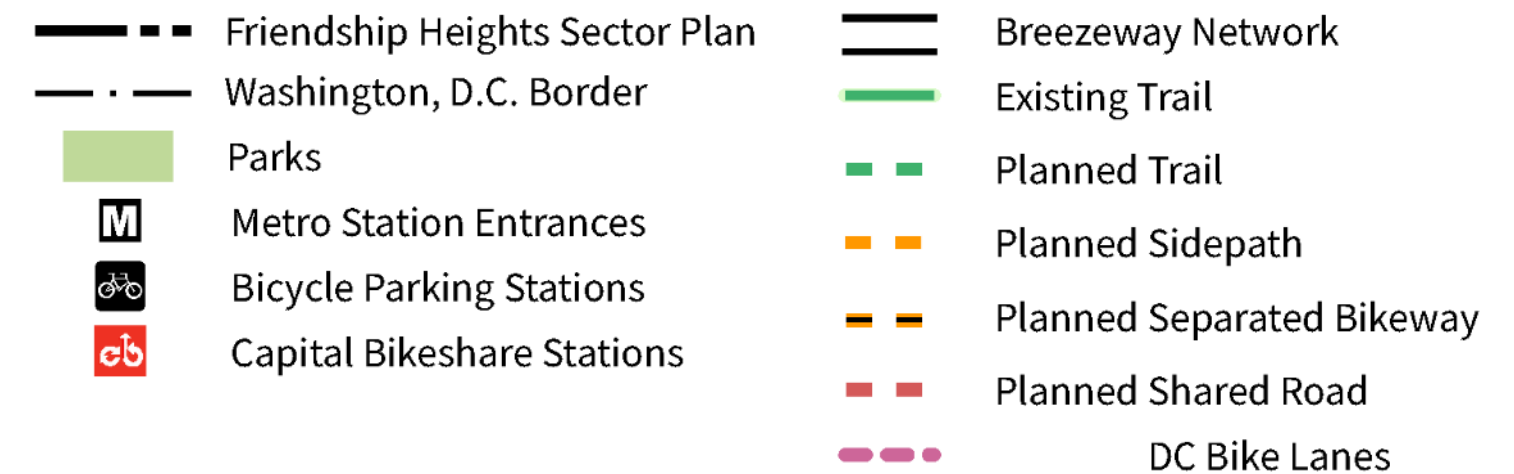 Friendship Heights Sector Plan
Washington, D.C. Border
Parks
M
Metro Station Entrances
Bicycle Parking Stations
cb
Capital Bikeshare Stations
Breezeway Network
Existing Trail
Planned Trail
Planned Sidepath
Planned Separated Bikeway
Planned Shared Road
DC Bike Lanes